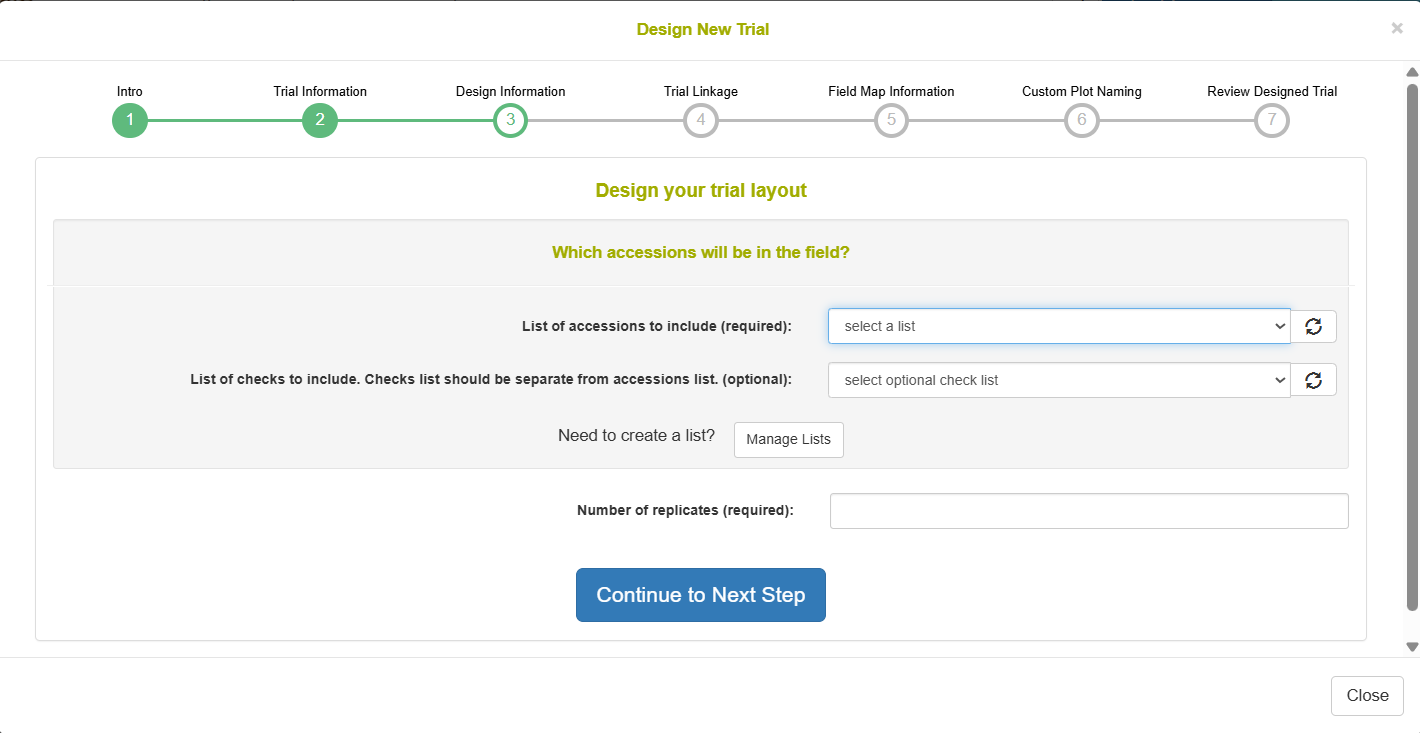 Design New Trial
×
Intro
Trial Information
Design Information
Trial Linkage
Field Map Information
Custom Plot Naming
Review Designed Trial
1
2
3
4
5
6
7
Design your trial layout
Which accessions will be in the field?
List of accessions to include (required):
select a list
List of checks to include. Checks list should be separate from accessions list. (optional):
select optional check list
Need to create a list?
Manage Lists
Number of replicates (required):
Continue to Next Step
Close